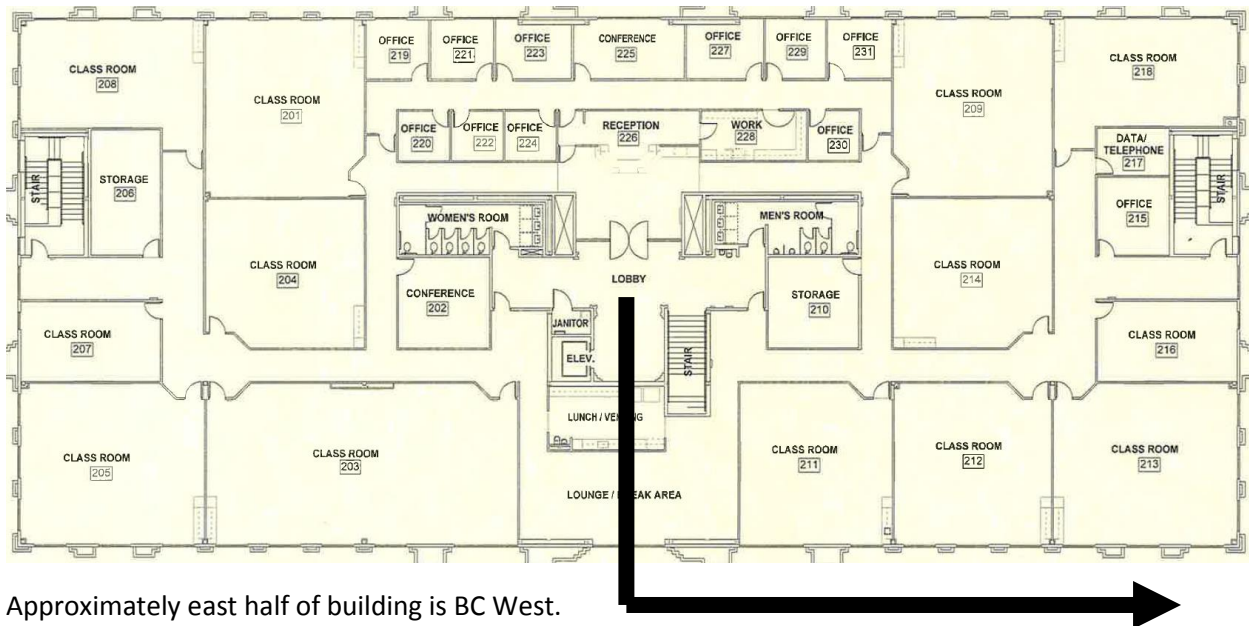 OFFICE
219
OFFICE
221
OFFICE
223
CONFERENCE
225
OFFICE
227
OFFICE
229
OFFICE
231
CLASS ROOM
208
CLASS ROOM
201
CLASS ROOM
209
CLASS ROOM
218
OFFICE
220
OFFICE
222
OFFICE
224
RECEPTION
226
WORK
228
OFFICE
230
DATA/
TELEPHONE
217
STAIR
STORAGE
206
OFFICE
215
STAIR
WOMEN'S ROOM
MEN'S ROOM
CLASS ROOM
204
CONFERENCE
202
LOBBY
STORAGE
210
CLASS ROOM
214
CLASS ROOM
207
JANITOR
ELEV.
STAIR
CLASS ROOM
216
LUNCH / VENDING
CLASS ROOM
205
CLASS ROOM
203
LOUNGE / BREAK AREA
CLASS ROOM
211
CLASS ROOM
212
CLASS ROOM
213
Approximately east half of building is BC West.